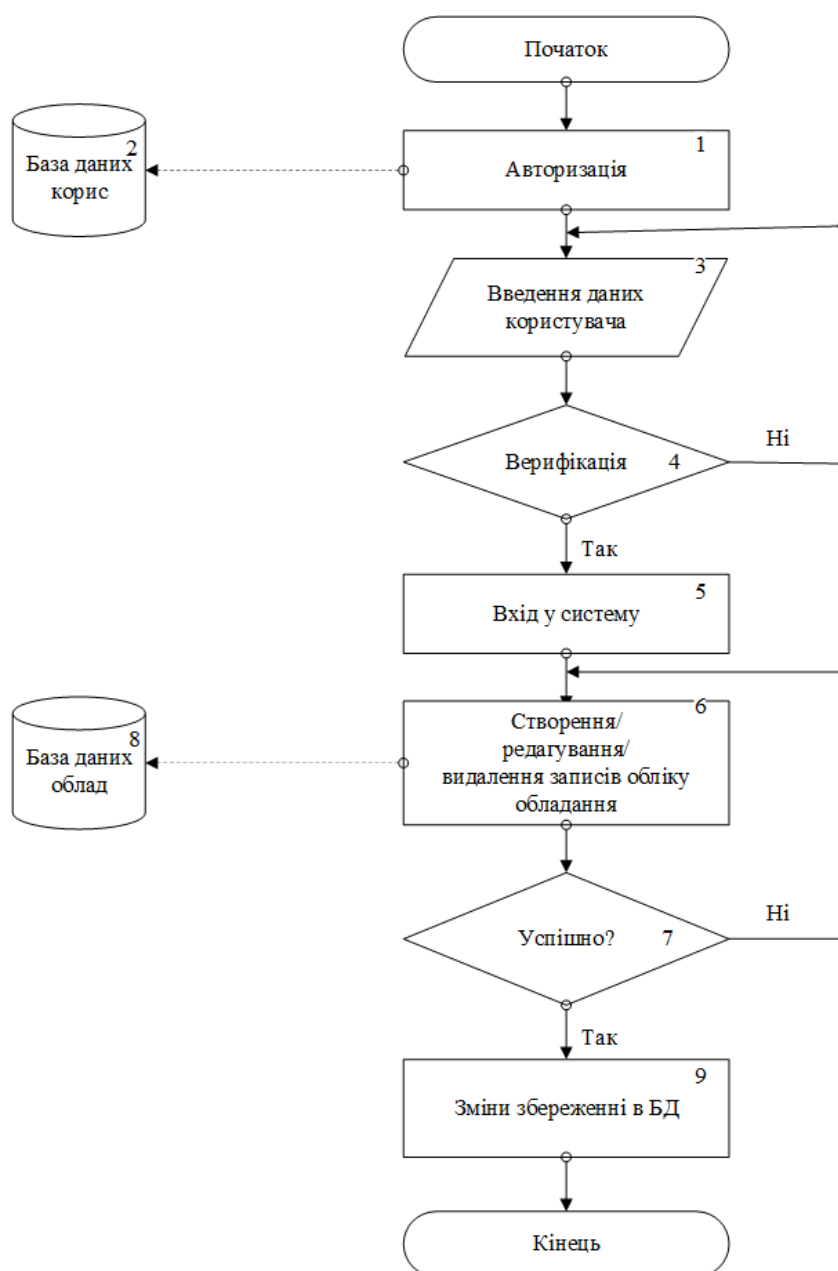 Початок
1
Авторизація
2
База даних
корис
3
Введення даних
користувача
Верифікація 4
Ні
Так
5
Вхід у систему
6
Створення/
редагування/
видалення записів обліку
обладання
8
База даних
облад
Успішно? 7
Ні
Так
9
Зміни збереженні в БД
Кінець